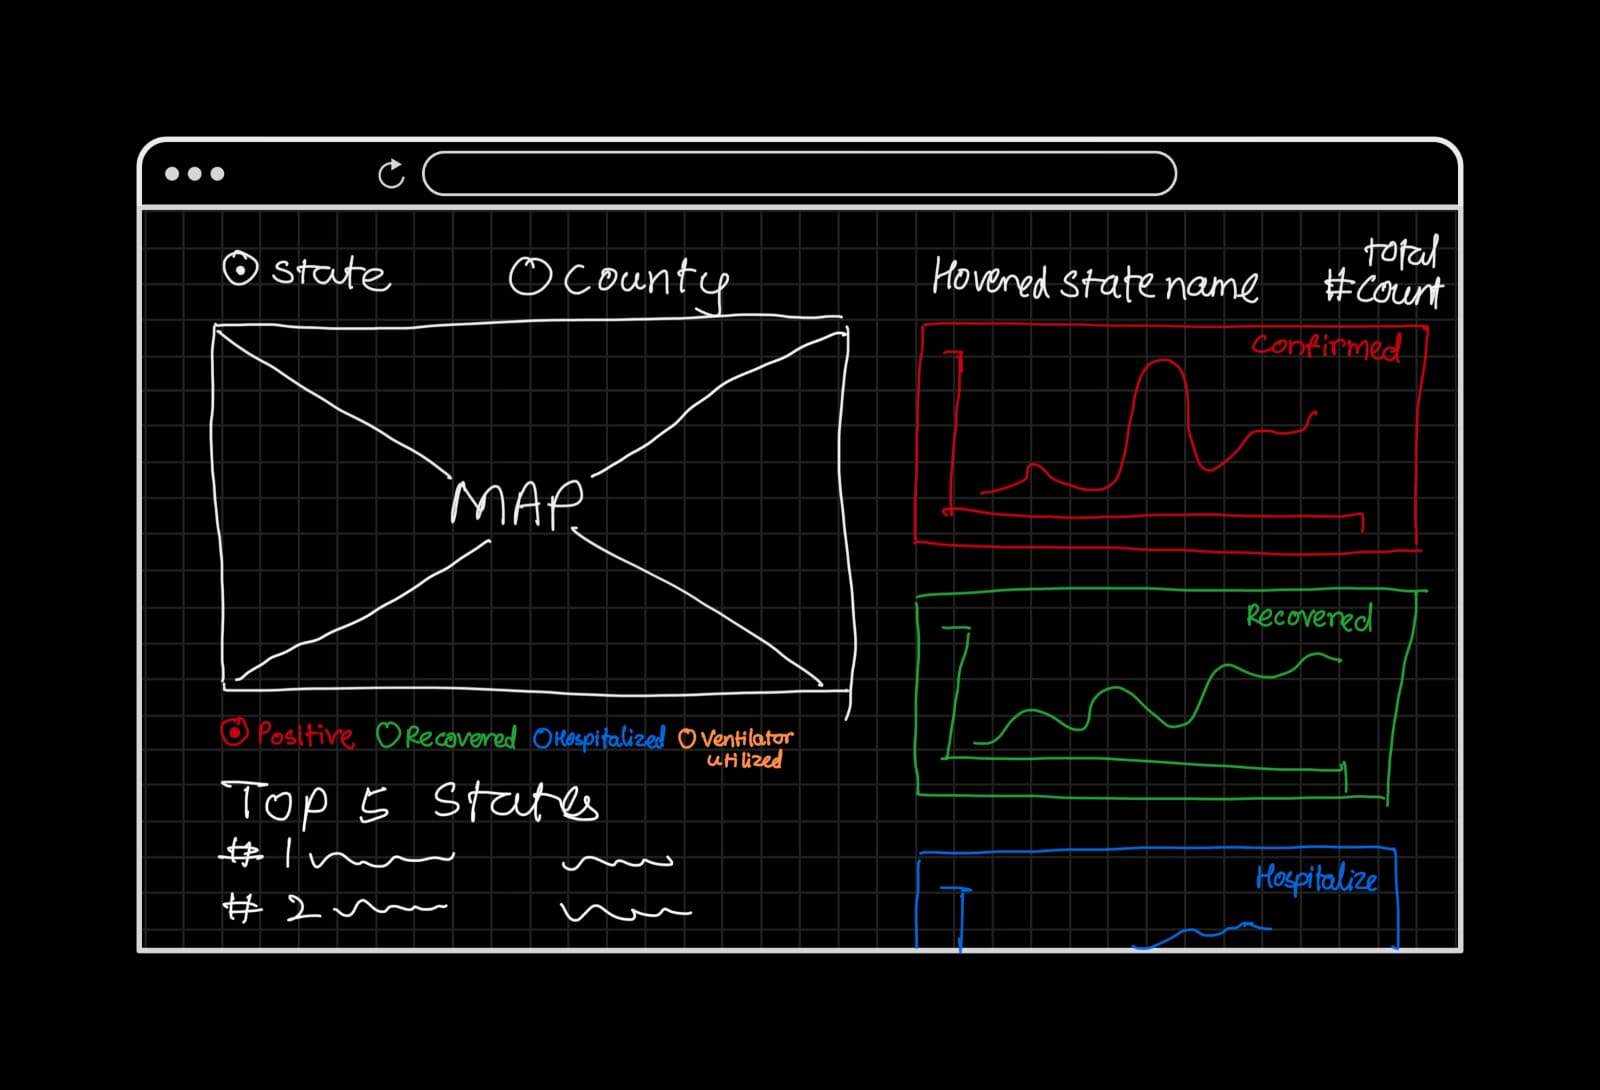 State
County
Hovered state name
total
#count
Confirmed
MAP
Recovered
Positive
Recovered
Hospitalized
Ventilator
utilized
Top 5 States
# 1
# 2
Hospitalize